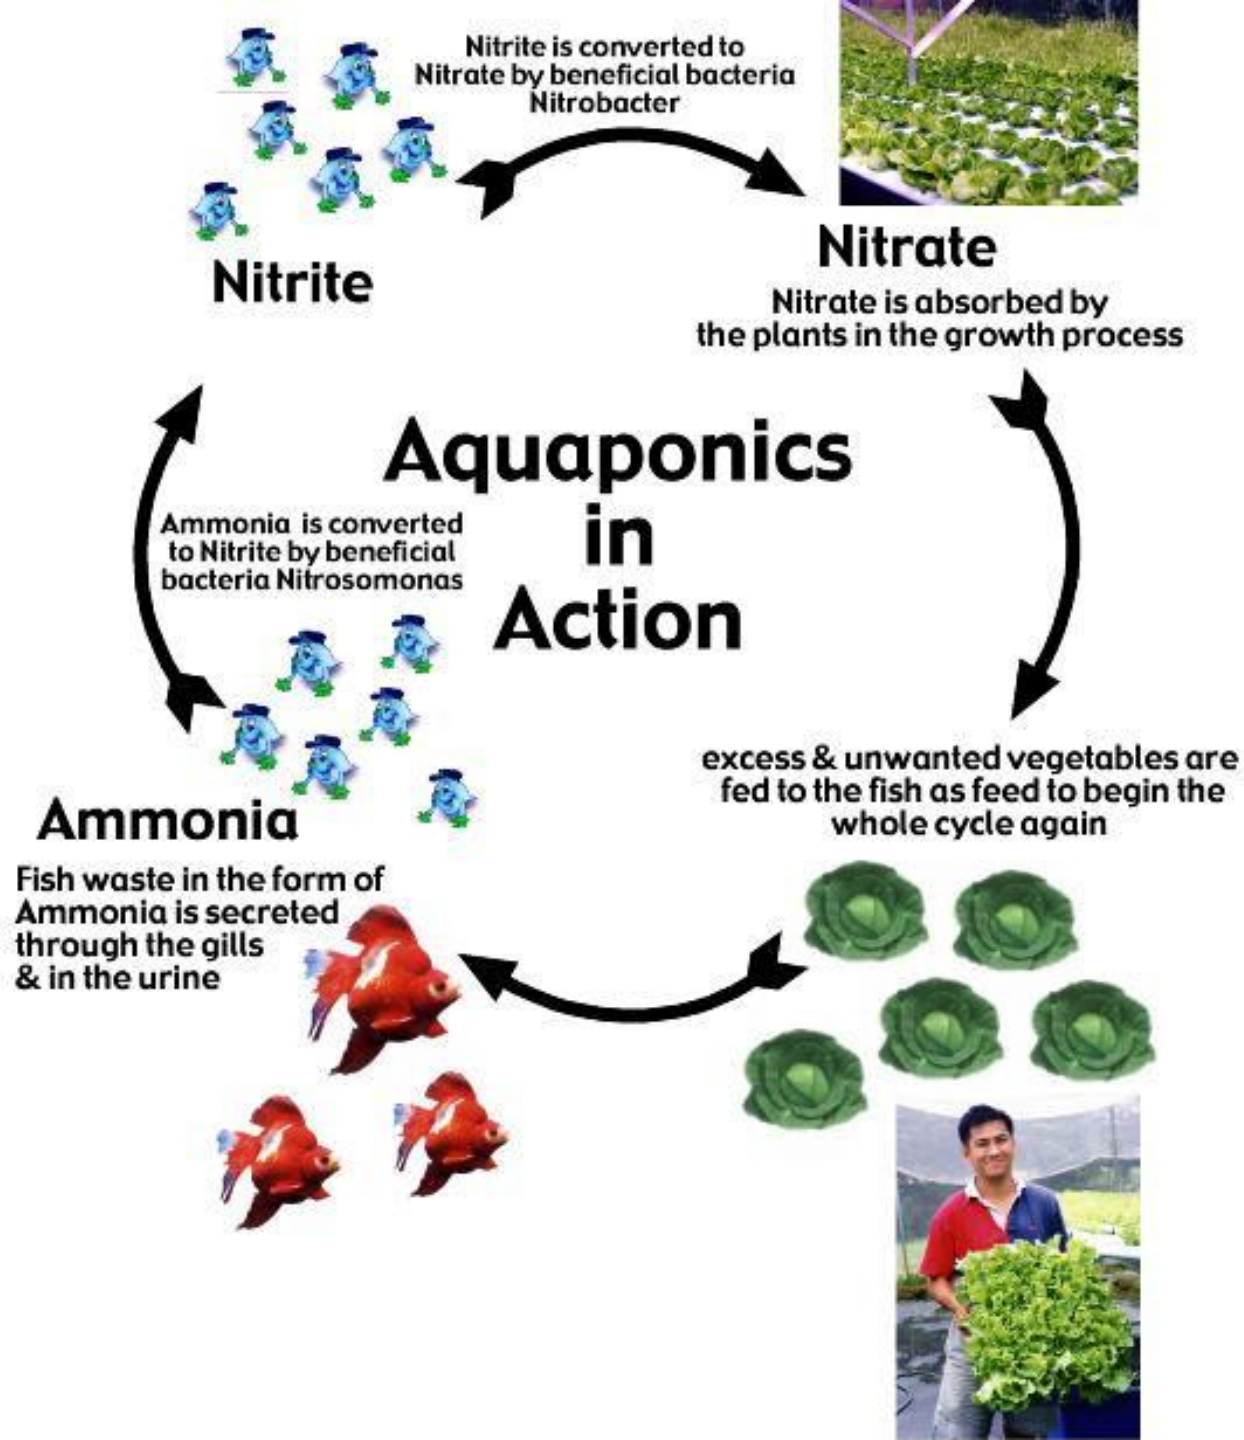 Nitrite is converted to
Nitrate by beneficial bacteria
Nitrobacter
Nitrite
Nitrate
Nitrate is absorbed by
the plants in the growth process
Aquaponics
in
Action
Ammonia is converted
to Nitrite by beneficial
bacteria Nitrosomonas
excess & unwanted vegetables are
fed to the fish as feed to begin the
whole cycle again
Ammonia
Fish waste in the form of
Ammonia is secreted
through the gills
& in the urine